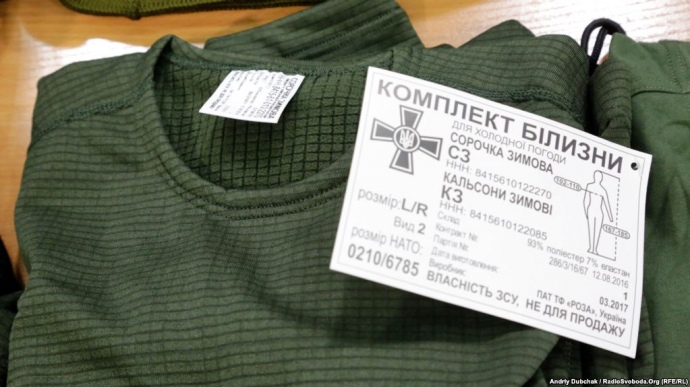 КОМПЛЕКТ БІЛИЗНИ
ДЛЯ ХОЛОДНОЇ ПОГОДИ
СОРОЧКА ЗИМОВА
СЗ
ННН: 8415610122270
КАЛЬСОНИ ЗИМОВІ
КЗ
ННН: 8415610122085
розмір: L/R
Вид 2
розмір НАТО:
0210/6785
Склад: 93% поліестер 7% еластан
Контракт №: 286/3/16/67 12.08.2016
Партія №: 1
Дата виготовлення: 03.2017
Виробник: ПАТ ТФ «РОЗА», Україна
ВЛАСНІСТЬ ЗСУ, НЕ ДЛЯ ПРОДАЖУ
Andriy Dubchak / RadioSvoboda.Org (RFE/RL)